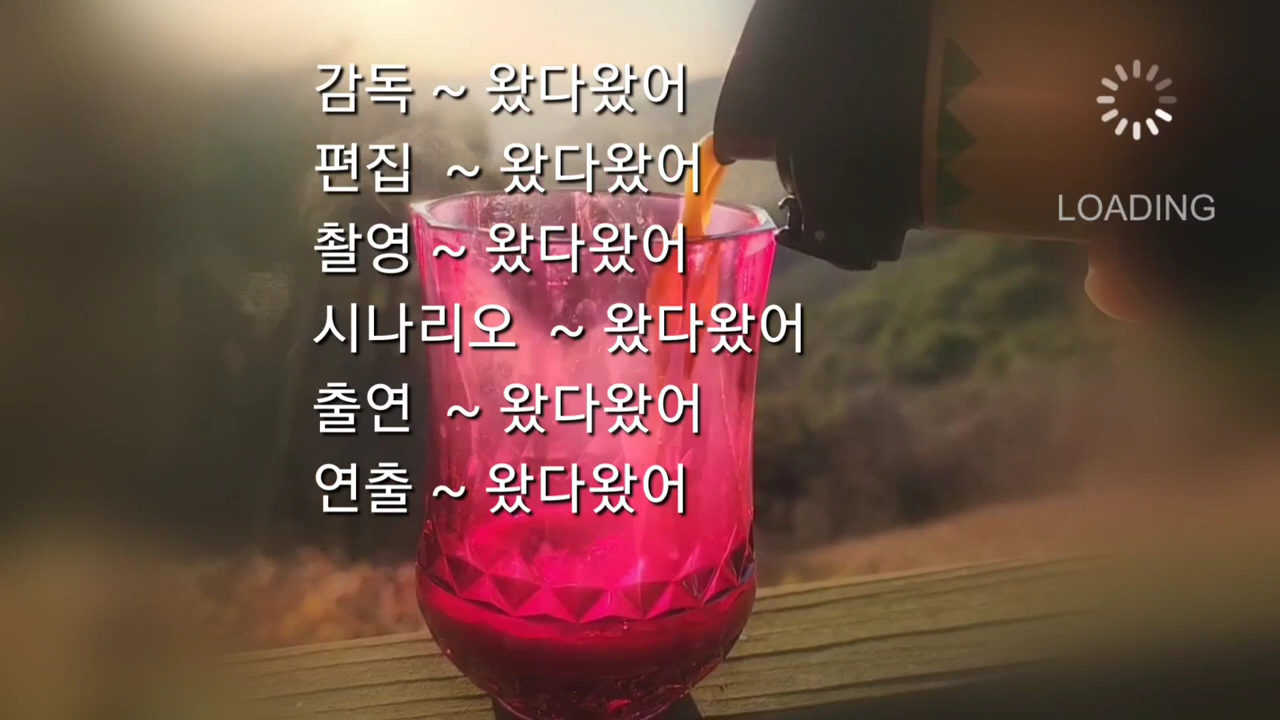 감독 ~ 왔다왔어
편집 ~ 왔다왔어
촬영 ~ 왔다왔어
시나리오 ~ 왔다왔어
출연 ~ 왔다왔어
연출 ~ 왔다왔어
LOADING